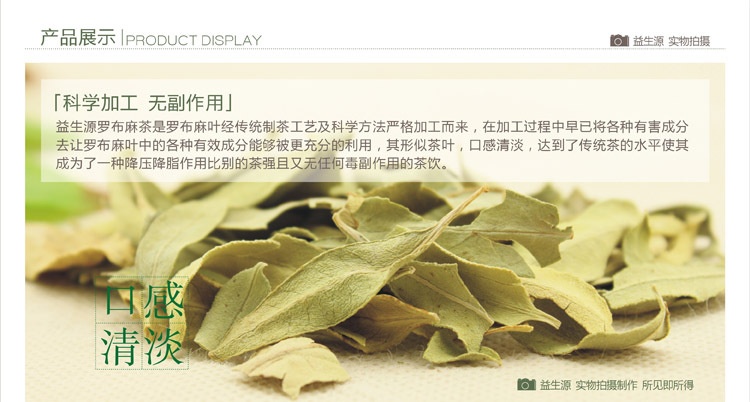 产品展示 | PRODUCT DISPLAY
益生源 实物拍摄
「科学加工 无副作用」
益生源罗布麻茶是罗布麻叶经传统制茶工艺及科学方法严格加工而来，在加工过程中早已将各种有害成分
去让罗布麻叶中的各种有效成分能够被更充分的利用，其形似茶叶，口感清淡，达到了传统茶的水平使其
成为了一种降压降脂作用比别的茶强且又无任何毒副作用的茶饮。
口感
清淡
益生源 实物拍摄制作 所见即所得